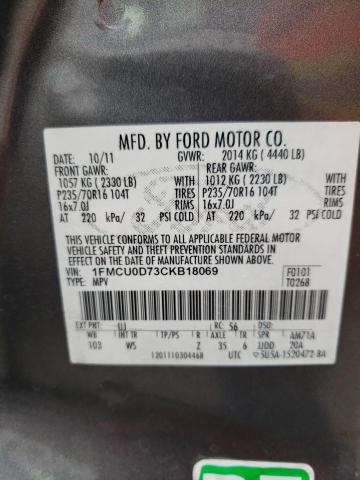 MFD. BY FORD MOTOR CO.
DATE: 10/11 GVWR: 2014 KG ( 4440 LB)
FRONT GAWR: REAR GAWR:
1057 KG ( 2330 LB) WITH 1012 KG ( 2230 LB) WITH
P235/70R16 104T TIRES P235/70R16 104T TIRES
16x7.0J RIMS 16x7.0J RIMS
AT 220 kPa/ 32 PSI COLD AT 220 kPa/ 32 PSI COLD
THIS VEHICLE CONFORMS TO ALL APPLICABLE FEDERAL MOTOR
VEHICLE SAFETY AND THEFT PREVENTION STANDARDS IN
EFFECT ON THE DATE OF MANUFACTURE SHOWN ABOVE.
VIN: 1FMCU0D73CKB18069 F0101
TYPE: MPV T0268
EXT PNT: UJ RC: 56 DSO:
WB INT TR TP/PS R AXLE TR SPR AM71A
103 WS Z 35 6 JJDD 20A
1201110304468 UTC 5U5A-1520472-BA